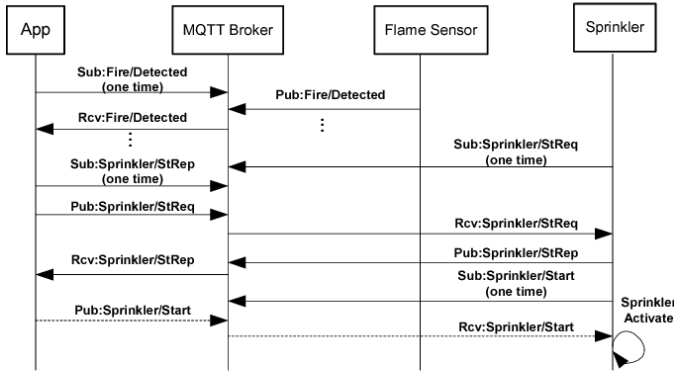 App
MQTT Broker
Flame Sensor
Sprinkler
Sub:Fire/Detected
(one time)
Pub:Fire/Detected
Rcv:Fire/Detected
Sub:Sprinkler/StReq
(one time)
Sub:Sprinkler/StRep
(one time)
Pub:Sprinkler/StReq
Rcv:Sprinkler/StReq
Pub:Sprinkler/StRep
Rcv:Sprinkler/StRep
Sub:Sprinkler/Start
(one time)
Pub:Sprinkler/Start
Sprinkler
Activate
Rcv:Sprinkler/Start